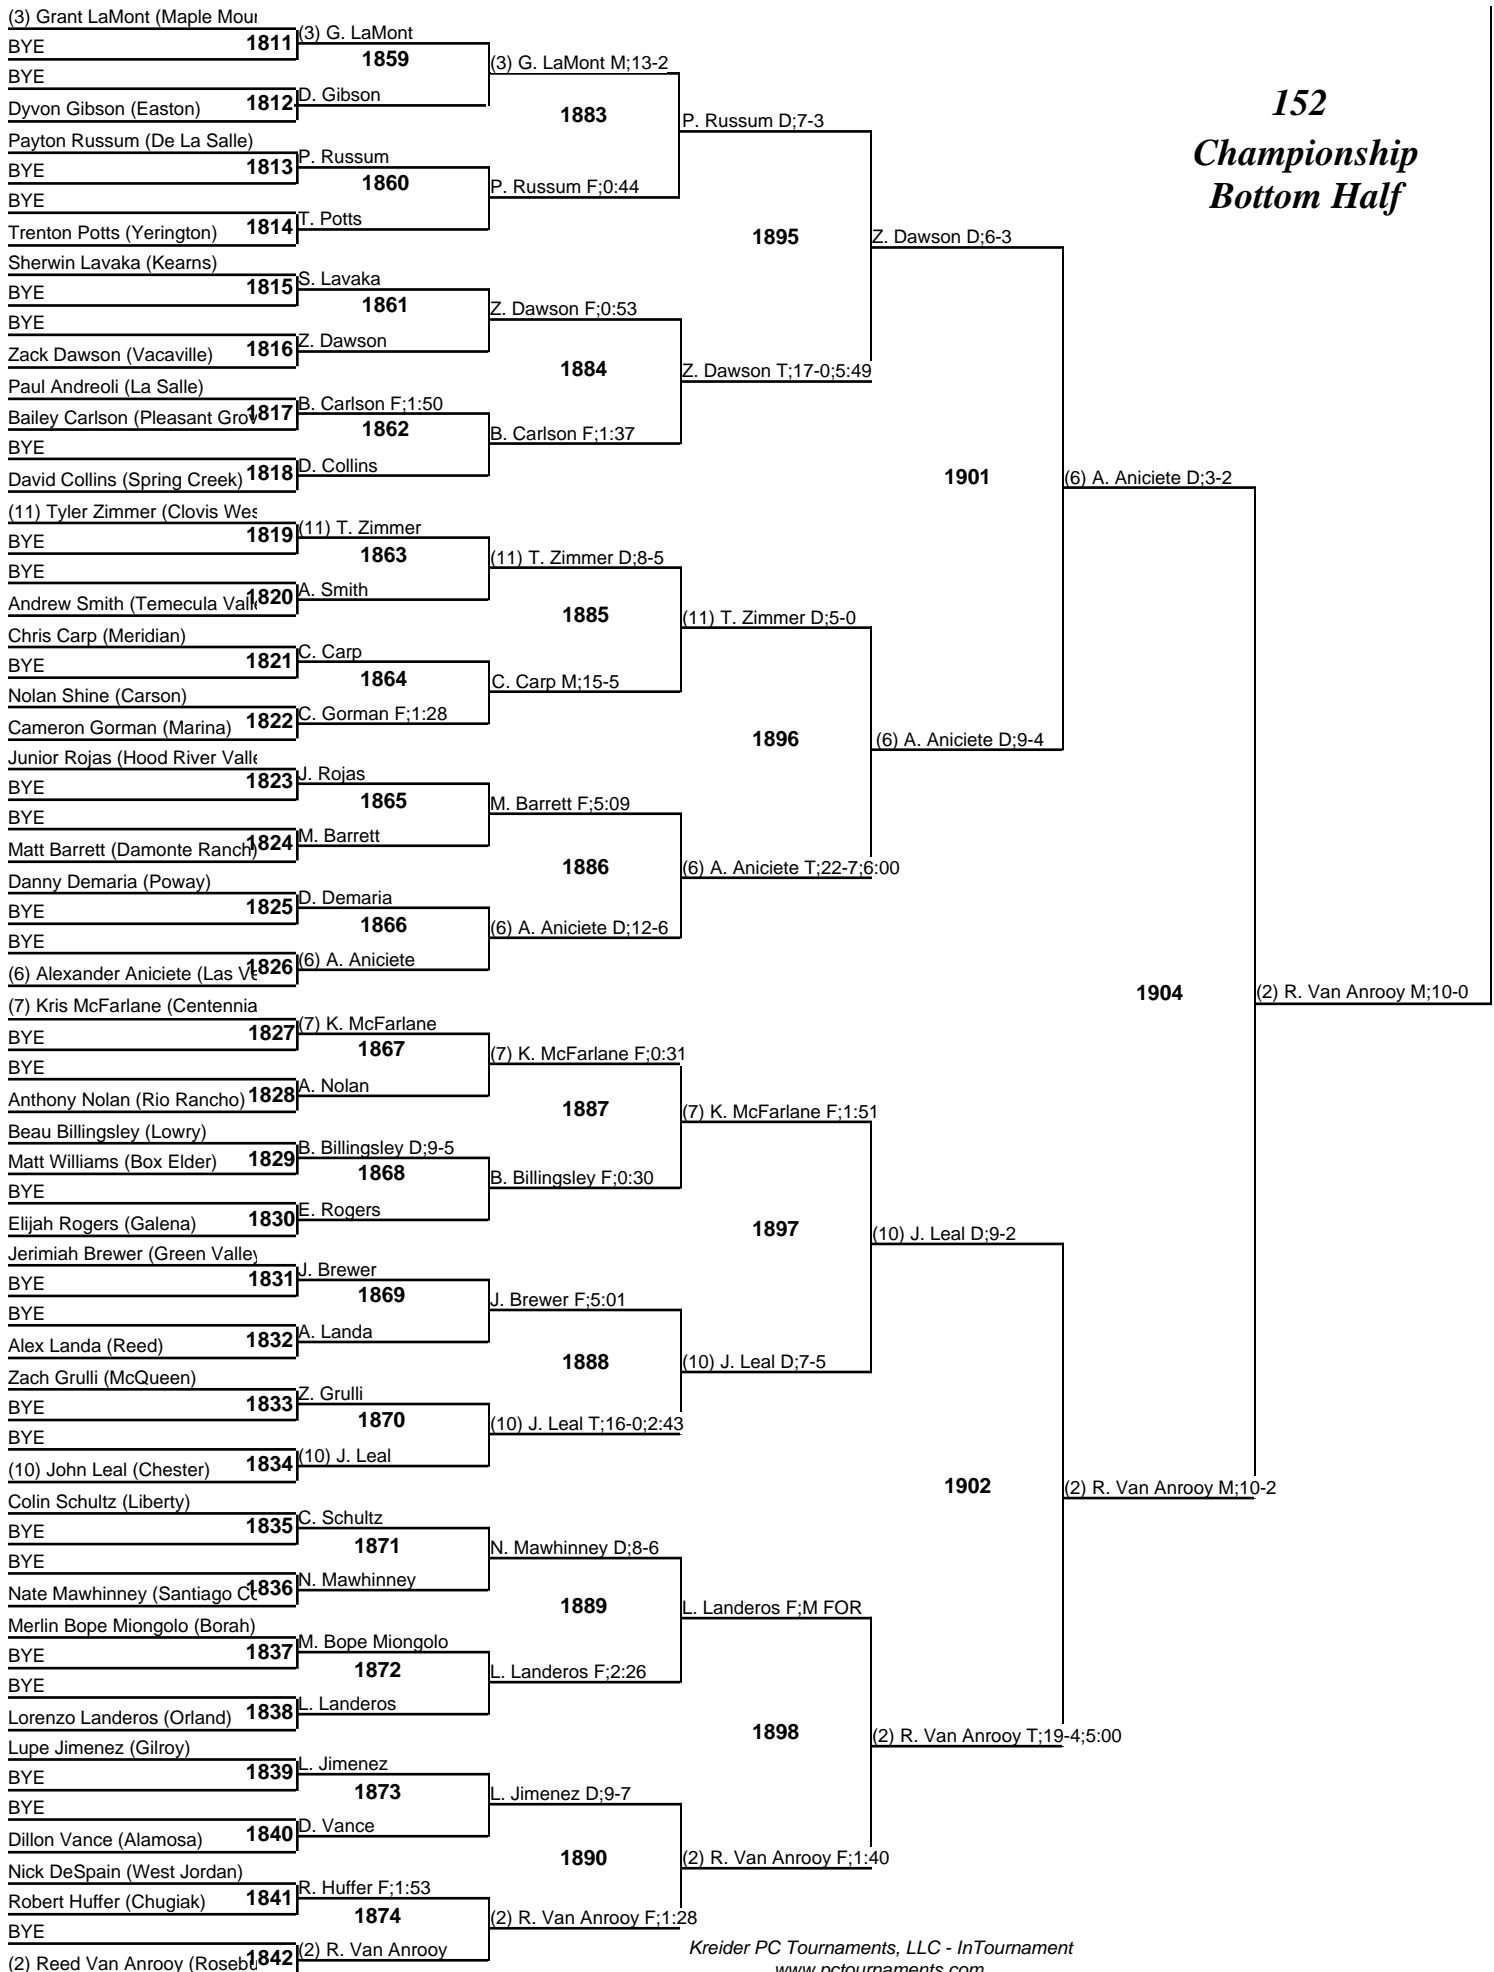 152
Championship
Bottom Half
(3) Grant LaMont (Maple Moun
BYE
1811
BYE
Dyvon Gibson (Easton)
1812
Payton Russum (De La Salle)
BYE
1813
BYE
Trenton Potts (Yerington)
1814
Sherwin Lavaka (Kearns)
BYE
1815
BYE
Zack Dawson (Vacaville)
1816
Paul Andreoli (La Salle)
Bailey Carlson (Pleasant Grov
1817
BYE
David Collins (Spring Creek)
1818
(11) Tyler Zimmer (Clovis Wes
BYE
1819
BYE
Andrew Smith (Temecula Valle
1820
Chris Carp (Meridian)
BYE
1821
Nolan Shine (Carson)
Cameron Gorman (Marina)
1822
Junior Rojas (Hood River Valle
BYE
1823
BYE
Matt Barrett (Damonte Ranch)
1824
Danny Demaria (Poway)
BYE
1825
BYE
(6) Alexander Aniciete (Las Ve
1826
(7) Kris McFarlane (Centennia
BYE
1827
BYE
Anthony Nolan (Rio Rancho)
1828
Beau Billingsley (Lowry)
Matt Williams (Box Elder)
1829
BYE
Elijah Rogers (Galena)
1830
Jerimiah Brewer (Green Valley
BYE
1831
BYE
Alex Landa (Reed)
1832
Zach Grulli (McQueen)
BYE
1833
BYE
(10) John Leal (Chester)
1834
Colin Schultz (Liberty)
BYE
1835
BYE
Nate Mawhinney (Santiago Ca
1836
Merlin Bope Miongolo (Borah)
BYE
1837
BYE
Lorenzo Landeros (Orland)
1838
Lupe Jimenez (Gilroy)
BYE
1839
BYE
Dillon Vance (Alamosa)
1840
Nick DeSpain (West Jordan)
Robert Huffer (Chugiak)
1841
BYE
(2) Reed Van Anrooy (Rosebu
1842
(3) G. LaMont
1859
D. Gibson
P. Russum
1860
T. Potts
S. Lavaka
1861
Z. Dawson
B. Carlson F;1:50
1862
D. Collins
(11) T. Zimmer
1863
A. Smith
C. Carp
1864
C. Gorman F;1:28
J. Rojas
1865
M. Barrett
D. Demaria
1866
(6) A. Aniciete
(7) K. McFarlane
1867
A. Nolan
B. Billingsley D;9-5
1868
E. Rogers
J. Brewer
1869
A. Landa
Z. Grulli
1870
(10) J. Leal
C. Schultz
1871
N. Mawhinney
M. Bope Miongolo
1872
L. Landeros
L. Jimenez
1873
D. Vance
R. Huffer F;1:53
1874
(2) R. Van Anrooy
(3) G. LaMont M;13-2
1883
P. Russum F;0:44
Z. Dawson F;0:53
1884
B. Carlson F;1:37
(11) T. Zimmer D;8-5
1885
C. Carp M;15-5
M. Barrett F;5:09
1886
(6) A. Aniciete D;12-6
(7) K. McFarlane F;0:31
1887
B. Billingsley F;0:30
J. Brewer F;5:01
1888
(10) J. Leal T;16-0;2:43
N. Mawhinney D;8-6
1889
L. Landeros F;2:26
L. Jimenez D;9-7
1890
(2) R. Van Anrooy F;1:28
P. Russum D;7-3
1895
Z. Dawson T;17-0;5:49
(11) T. Zimmer D;5-0
1896
(6) A. Aniciete T;22-7;6:00
(7) K. McFarlane F;1:51
1897
(10) J. Leal D;7-5
L. Landeros F;M FOR
1898
(2) R. Van Anrooy F;1:40
Z. Dawson D;6-3
1901
(6) A. Aniciete D;9-4
(10) J. Leal D;9-2
1902
(2) R. Van Anrooy T;19-4;5:00
(6) A. Aniciete D;3-2
1904
(2) R. Van Anrooy M;10-2
(2) R. Van Anrooy M;10-0
Kreider PC Tournaments, LLC - InTournament
www.pctournaments.com